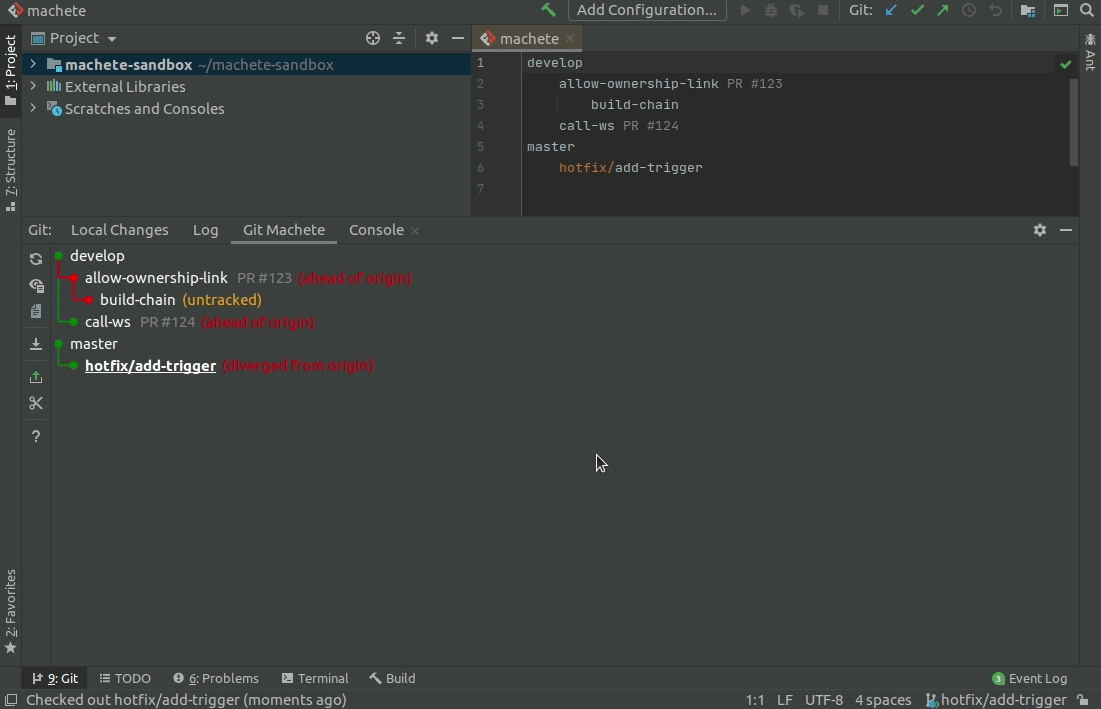 machete
Add Configuration...
Git:
1: Project
7: Structure
2: Favorites
Project
machete-sandbox ~/machete-sandbox
External Libraries
Scratches and Consoles
machete
1 develop
2 allow-ownership-link PR #123
3 build-chain
4 call-ws PR #124
5 master
6 hotfix/add-trigger
7
Ant
Git: Local Changes Log Git Machete Console
develop
allow-ownership-link PR #123 (ahead of origin)
build-chain (untracked)
call-ws PR #124 (ahead of origin)
master
hotfix/add-trigger (diverged from origin)
?
9: Git TODO 6: Problems Terminal Build 3 Event Log
Checked out hotfix/add-trigger (moments ago) 1:1 LF UTF-8 4 spaces hotfix/add-trigger